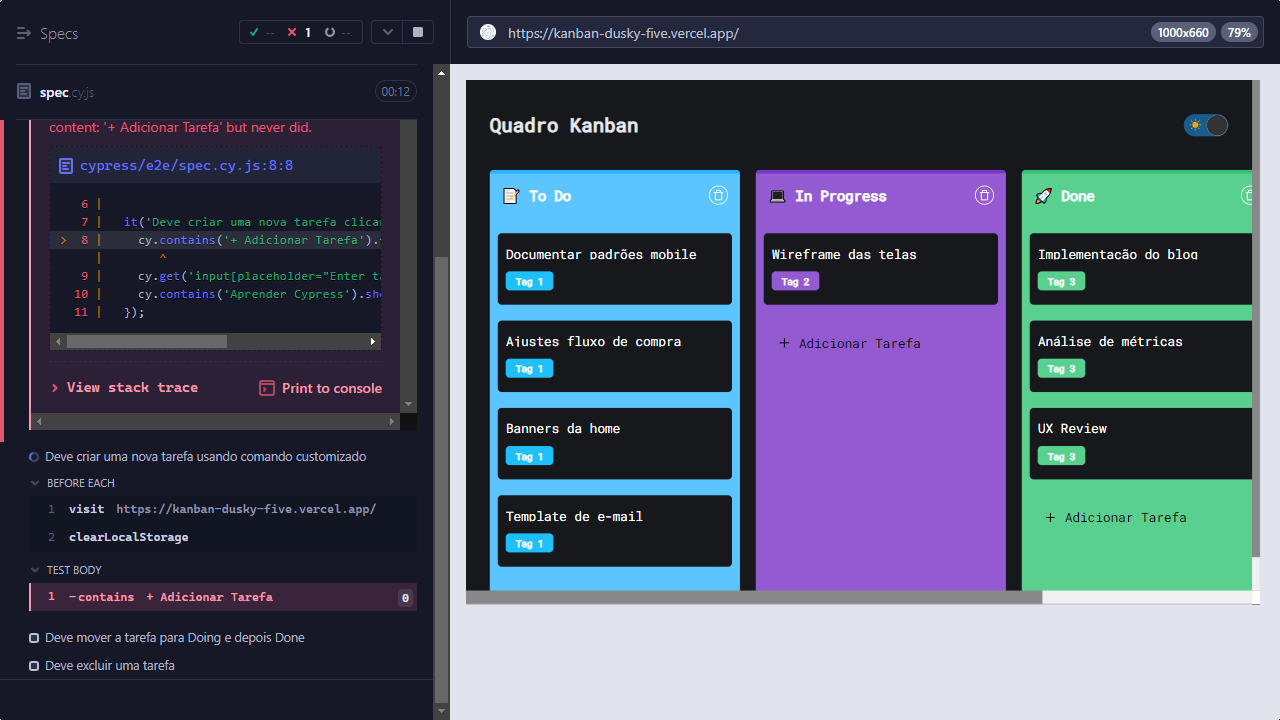 Specs
-- 1 --
spec.cy.js
00:12
content: '+ Adicionar Tarefa' but never did.
cypress/e2e/spec.cy.js:8:8
6 |
7 | it('Deve criar uma nova tarefa clican
> 8 | cy.contains('+ Adicionar Tarefa').
| ^
9 | cy.get('input[placeholder="Enter ta
10 | cy.contains('Aprender Cypress').sho
11 | });
View stack trace
Print to console
Deve criar uma nova tarefa usando comando customizado
BEFORE EACH
1 visit https://kanban-dusky-five.vercel.app/
2 clearLocalStorage
TEST BODY
1 -contains + Adicionar Tarefa 0
Deve mover a tarefa para Doing e depois Done
Deve excluir uma tarefa
https://kanban-dusky-five.vercel.app/
1000x660
79%
Quadro Kanban
To Do
Documentar padrões mobile
Tag 1
Ajustes fluxo de compra
Tag 1
Banners da home
Tag 1
Template de e-mail
Tag 1
In Progress
Wireframe das telas
Tag 2
+ Adicionar Tarefa
Done
Implementação do blog
Tag 3
Análise de métricas
Tag 3
UX Review
Tag 3
+ Adicionar Tarefa